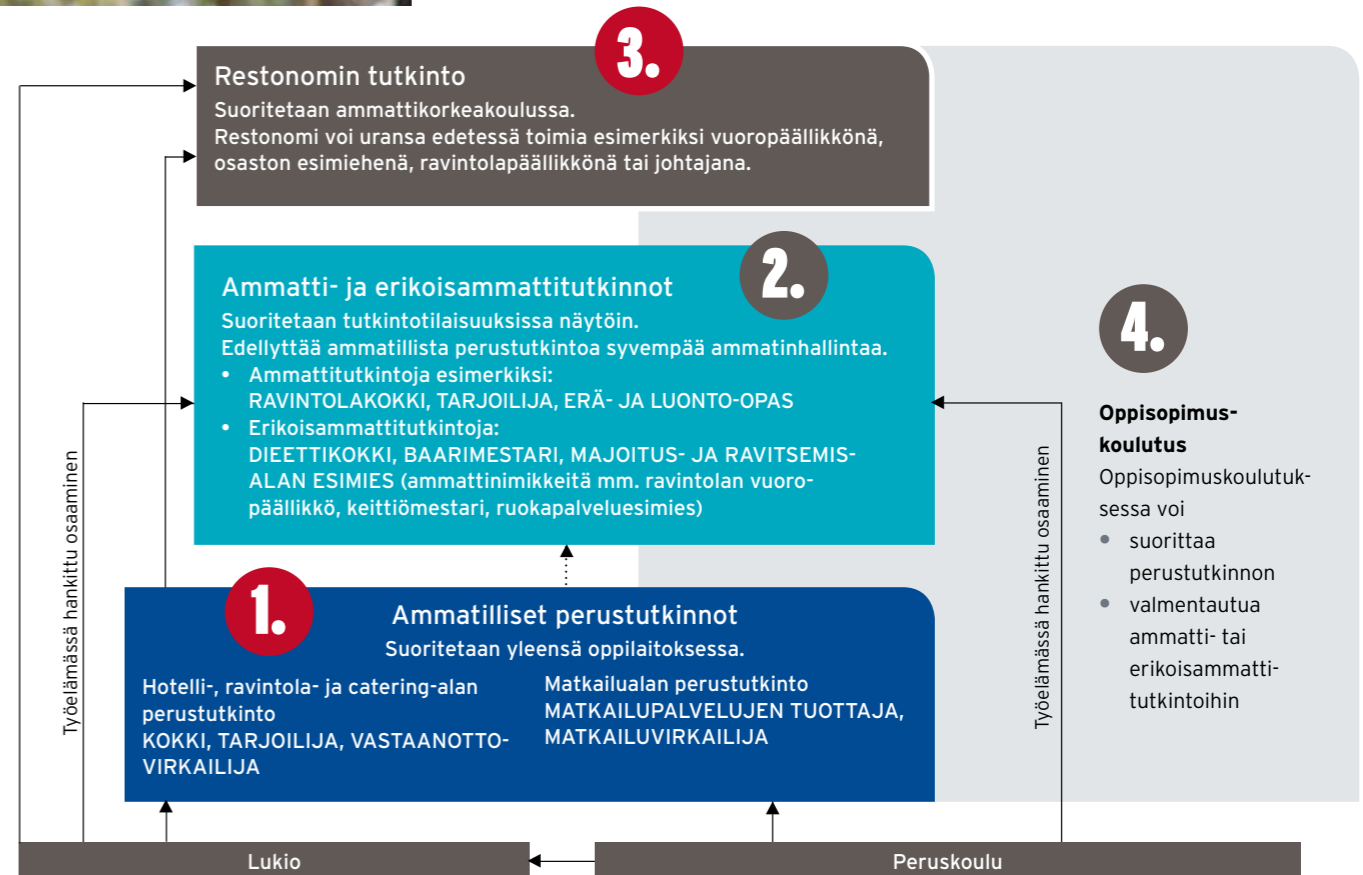 3.
Restonomin tutkinto
Suoritetaan ammattikorkeakoulussa.
Restonomi voi uransa edetessä toimia esimerkiksi vuoropäällikkönä,
osaston esimiehenä, ravintolapäällikkönä tai johtajana.
2.
Ammatti- ja erikoisammattitutkinnot
Suoritetaan tutkintotilaisuuksissa näytöin.
Edellyttää ammatillista perustutkintoa syvempää ammatinhallintaa.
• Ammattitutkintoja esimerkiksi:
RAVINTOLAKOKKI, TARJOILIJA, ERÄ- JA LUONTO-OPAS
• Erikoisammattitutkintoja:
DIEETTIKOKKI, BAARIMESTARI, MAJOITUS- JA RAVITSEMIS-
ALAN ESIMIES (ammattinimikkeitä mm. ravintolan vuoro-
päällikkö, keittiömestari, ruokapalveluesimies)
1.
Ammatilliset perustutkinnot
Suoritetaan yleensä oppilaitoksessa.
Hotelli-, ravintola- ja catering-alan
perustutkinto
KOKKI, TARJOILIJA, VASTAANOTTO-
VIRKAILIJA
Matkailualan perustutkinto
MATKAILUPALVELUJEN TUOTTAJA,
MATKAILUVIRKAILIJA
4.
Oppisopimus-
koulutus
Oppisopimuskoulutuk-
sessa voi
• suorittaa
perustutkinnon
• valmentautua
ammatti- tai
erikoisammatti-
tutkintoihin
Työelämässä hankittu osaaminen
Työelämässä hankittu osaaminen
Lukio
Peruskoulu